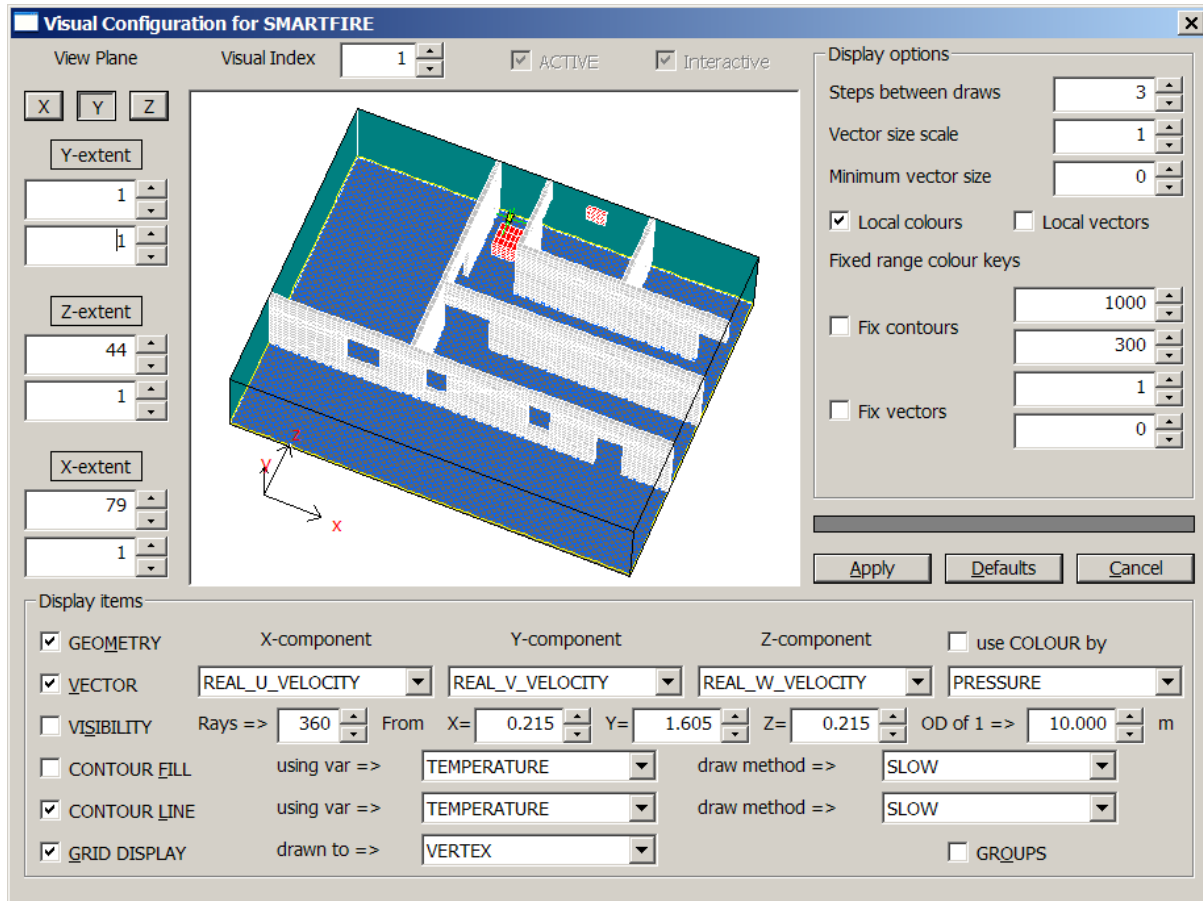 Visual Configuration for SMARTFIRE
View Plane Visual Index 1 ACTIVE Interactive
X Y Z
Y-extent
1
1
Z-extent
44
1
X-extent
79
1
z
y
x
Display options
Steps between draws 3
Vector size scale 1
Minimum vector size 0
Local colours Local vectors
Fixed range colour keys
1000
Fix contours
300
1
Fix vectors
0
Apply Defaults Cancel
Display items
GEOMETRY X-component Y-component Z-component use COLOUR by
VECTOR REAL_U_VELOCITY REAL_V_VELOCITY REAL_W_VELOCITY PRESSURE
VISIBILITY Rays => 360 From X= 0.215 Y= 1.605 Z= 0.215 OD of 1 => 10.000 m
CONTOUR FILL using var => TEMPERATURE draw method => SLOW
CONTOUR LINE using var => TEMPERATURE draw method => SLOW
GRID DISPLAY drawn to => VERTEX GROUPS